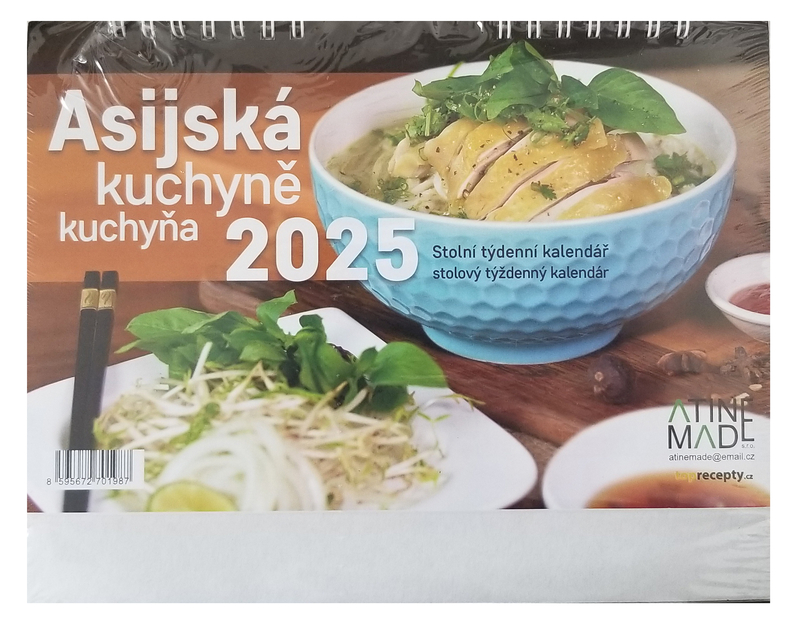 Asijská
kuchyně
kuchyňa
2025
Stolní týdenní kalendář
stolový týždenný kalendár
ATINE
MADE
s.r.o.
atinemade@email.cz
toprecepty.cz
8 595672 701987